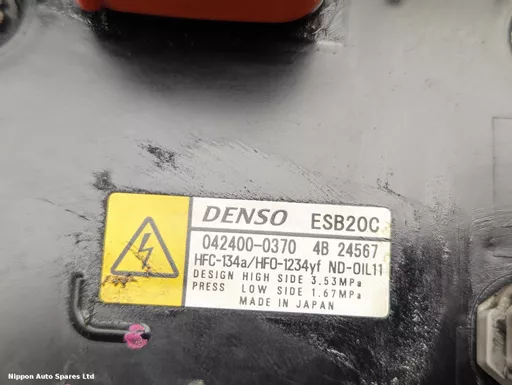 DENSO ESB20C
042400-0370 4B 24567
HFC-134a/HFO-1234yf ND-OIL11
DESIGN HIGH SIDE 3.53MPa
PRESS LOW SIDE 1.67MPa
MADE IN JAPAN
Nippon Auto Spares Ltd